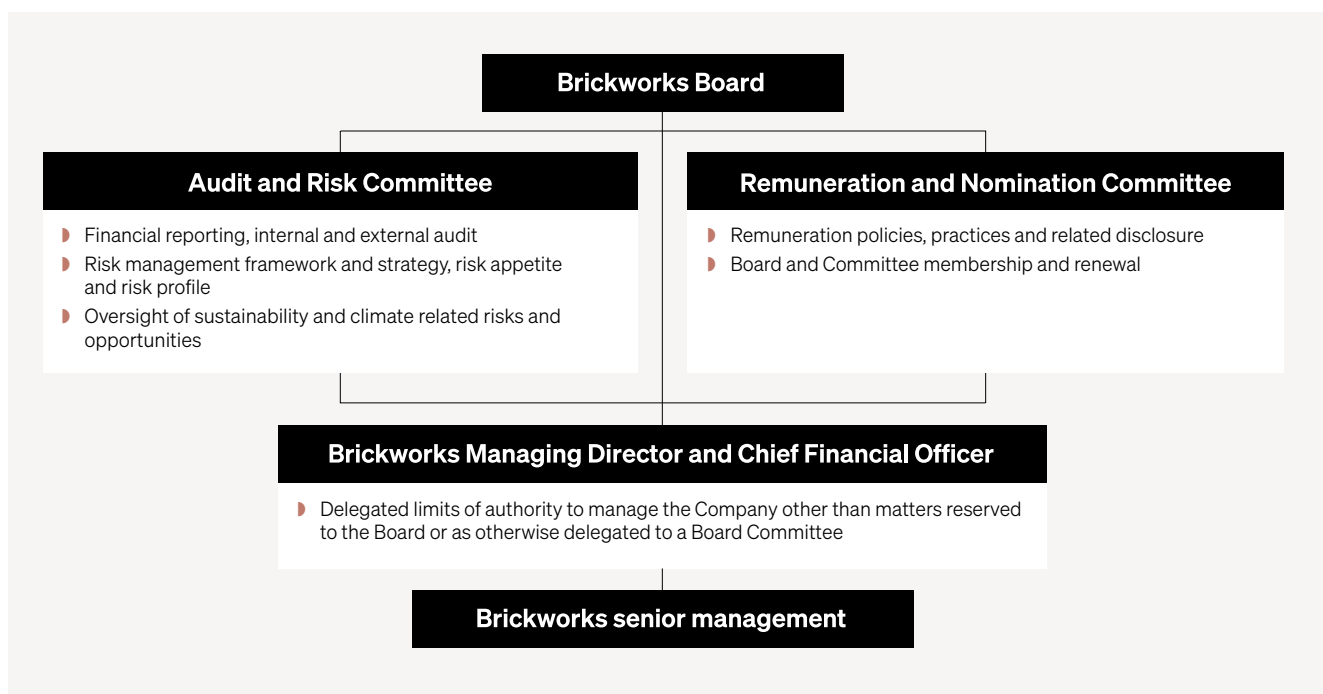 Brickworks Board
Audit and Risk Committee
Financial reporting, internal and external audit
Risk management framework and strategy, risk appetite
and risk profile
Oversight of sustainability and climate related risks and
opportunities
Remuneration and Nomination Committee
Remuneration policies, practices and related disclosure
Board and Committee membership and renewal
Brickworks Managing Director and Chief Financial Officer
Delegated limits of authority to manage the Company other than matters reserved
to the Board or as otherwise delegated to a Board Committee
Brickworks senior management